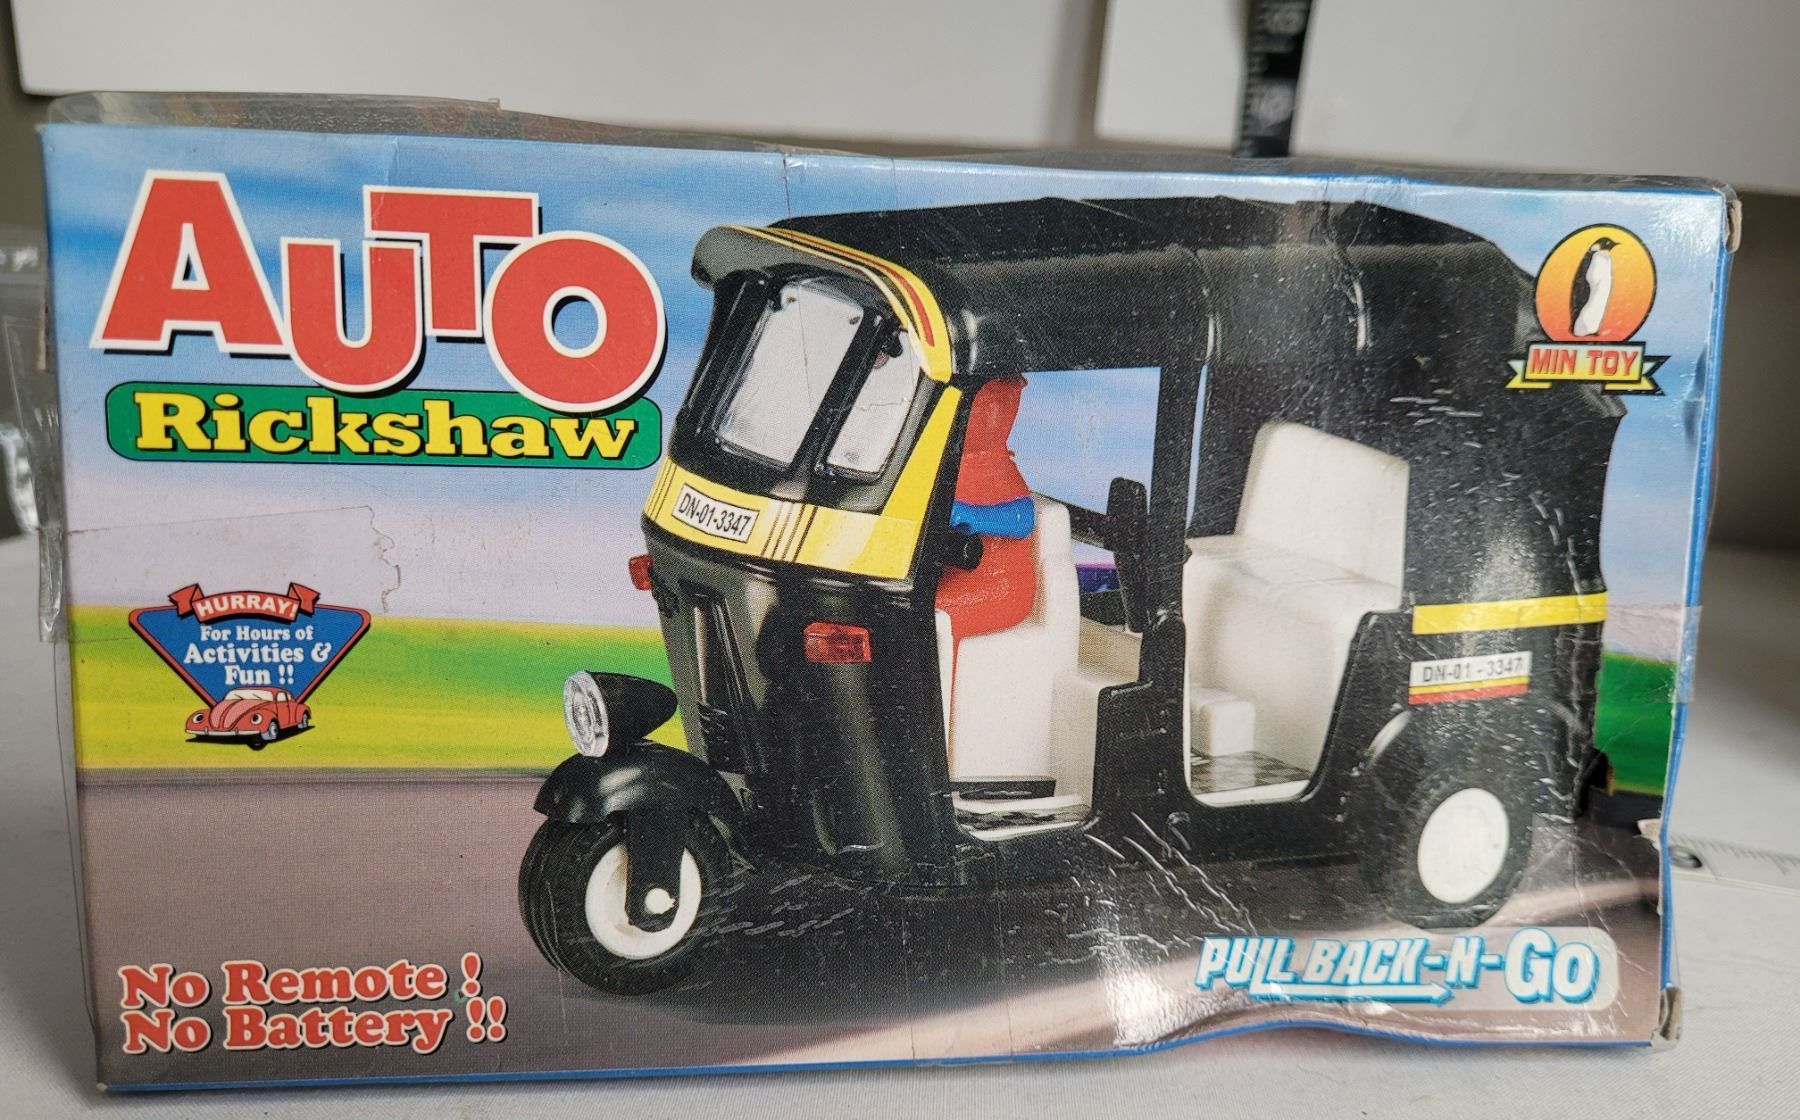 AUTO
Rickshaw
MIN TOY
DN-01-3347
HURRAY!
For Hours of
Activities &
Fun !!
DN-01-3347
No Remote !
No Battery !!
PULL BACK-N-GO